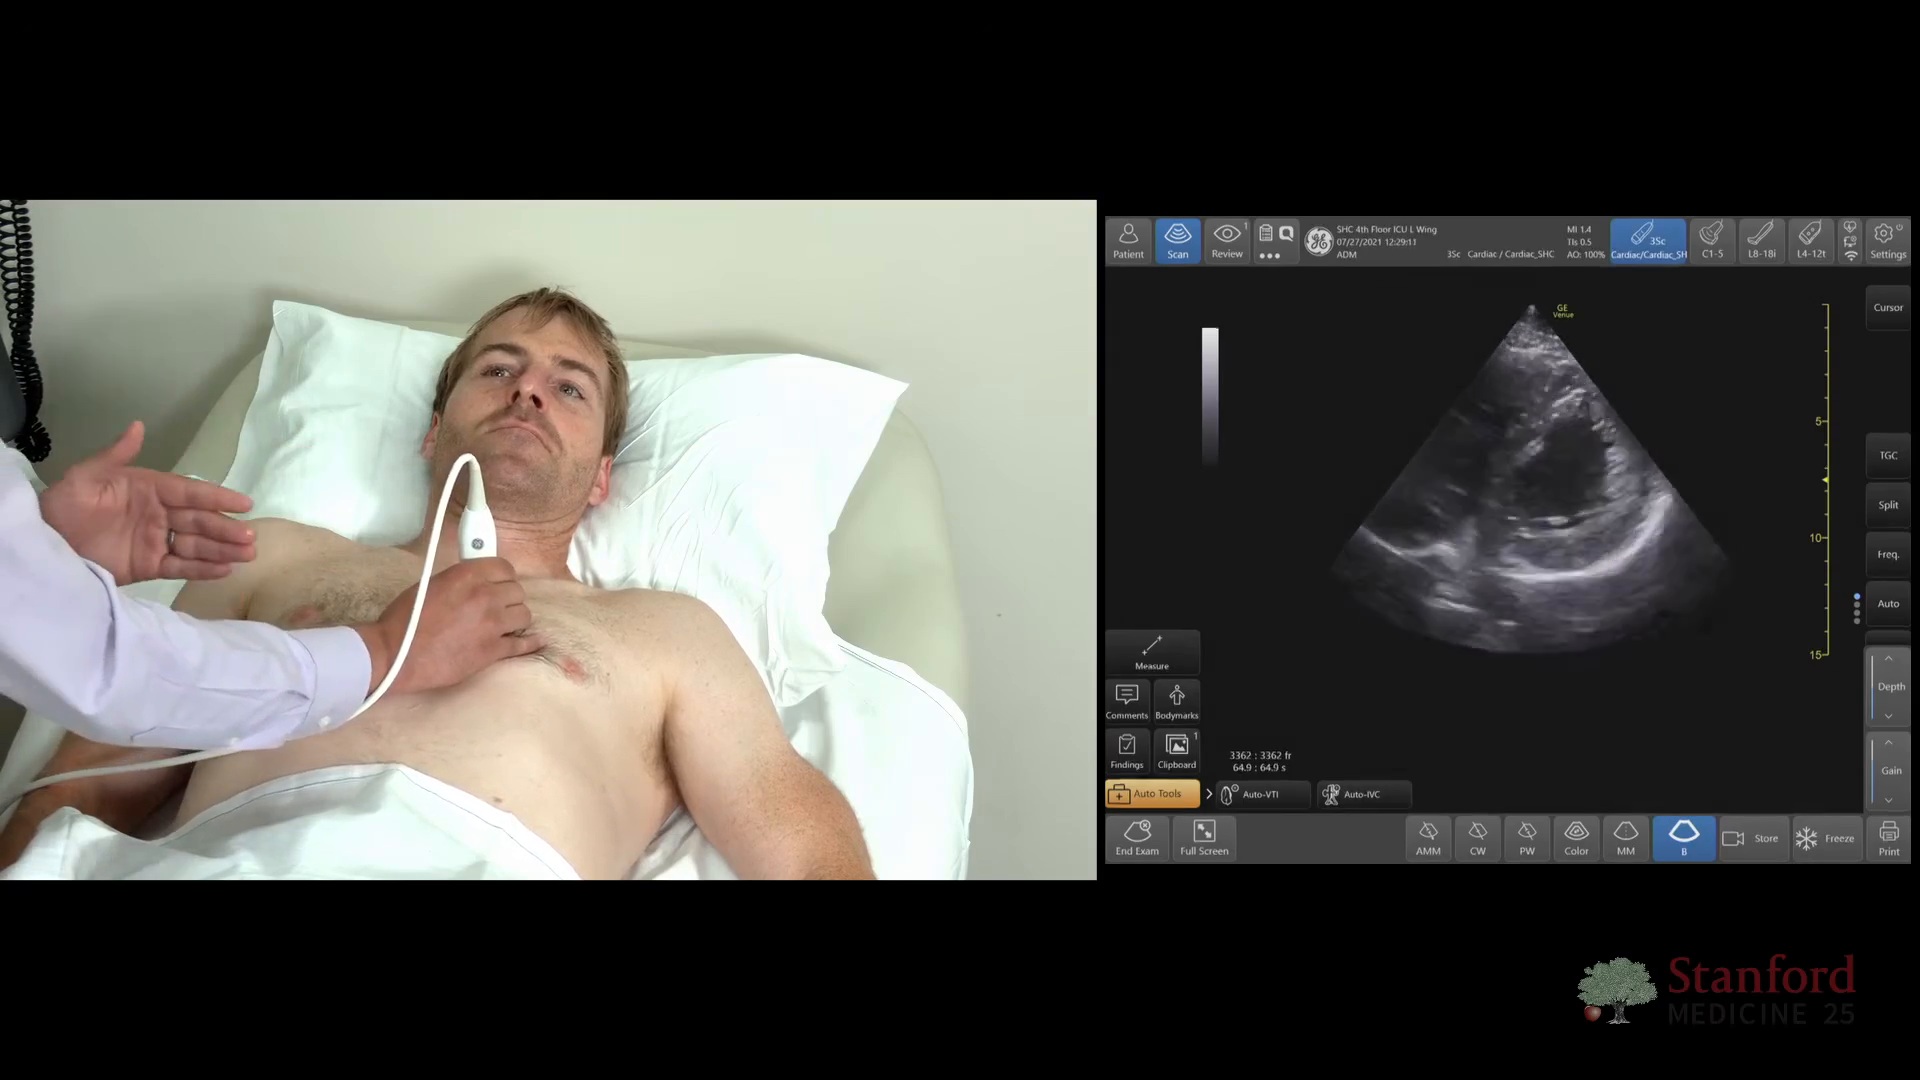 Patient
Scan
Review
1
SHC 4th Floor ICU L Wing
07/27/2021 12:29:11
ADM
3Sc Cardiac / Cardiac_SHC
MI 1.4
TIs 0.5
AO: 100%
3Sc
Cardiac/Cardiac_SH
C1-5
L8-18i
L4-12t
Settings
GE
Venue
Cursor
5
TGC
Split
10
Freq.
Auto
15
Measure
Depth
Comments
Bodymarks
Findings
Clipboard
1
3362 : 3362 fr
64.9 : 64.9 s
Gain
Auto Tools
Auto-VTI
Auto-IVC
End Exam
Full Screen
AMM
CW
PW
Color
MM
B
Store
Freeze
Print
Stanford
MEDICINE 25